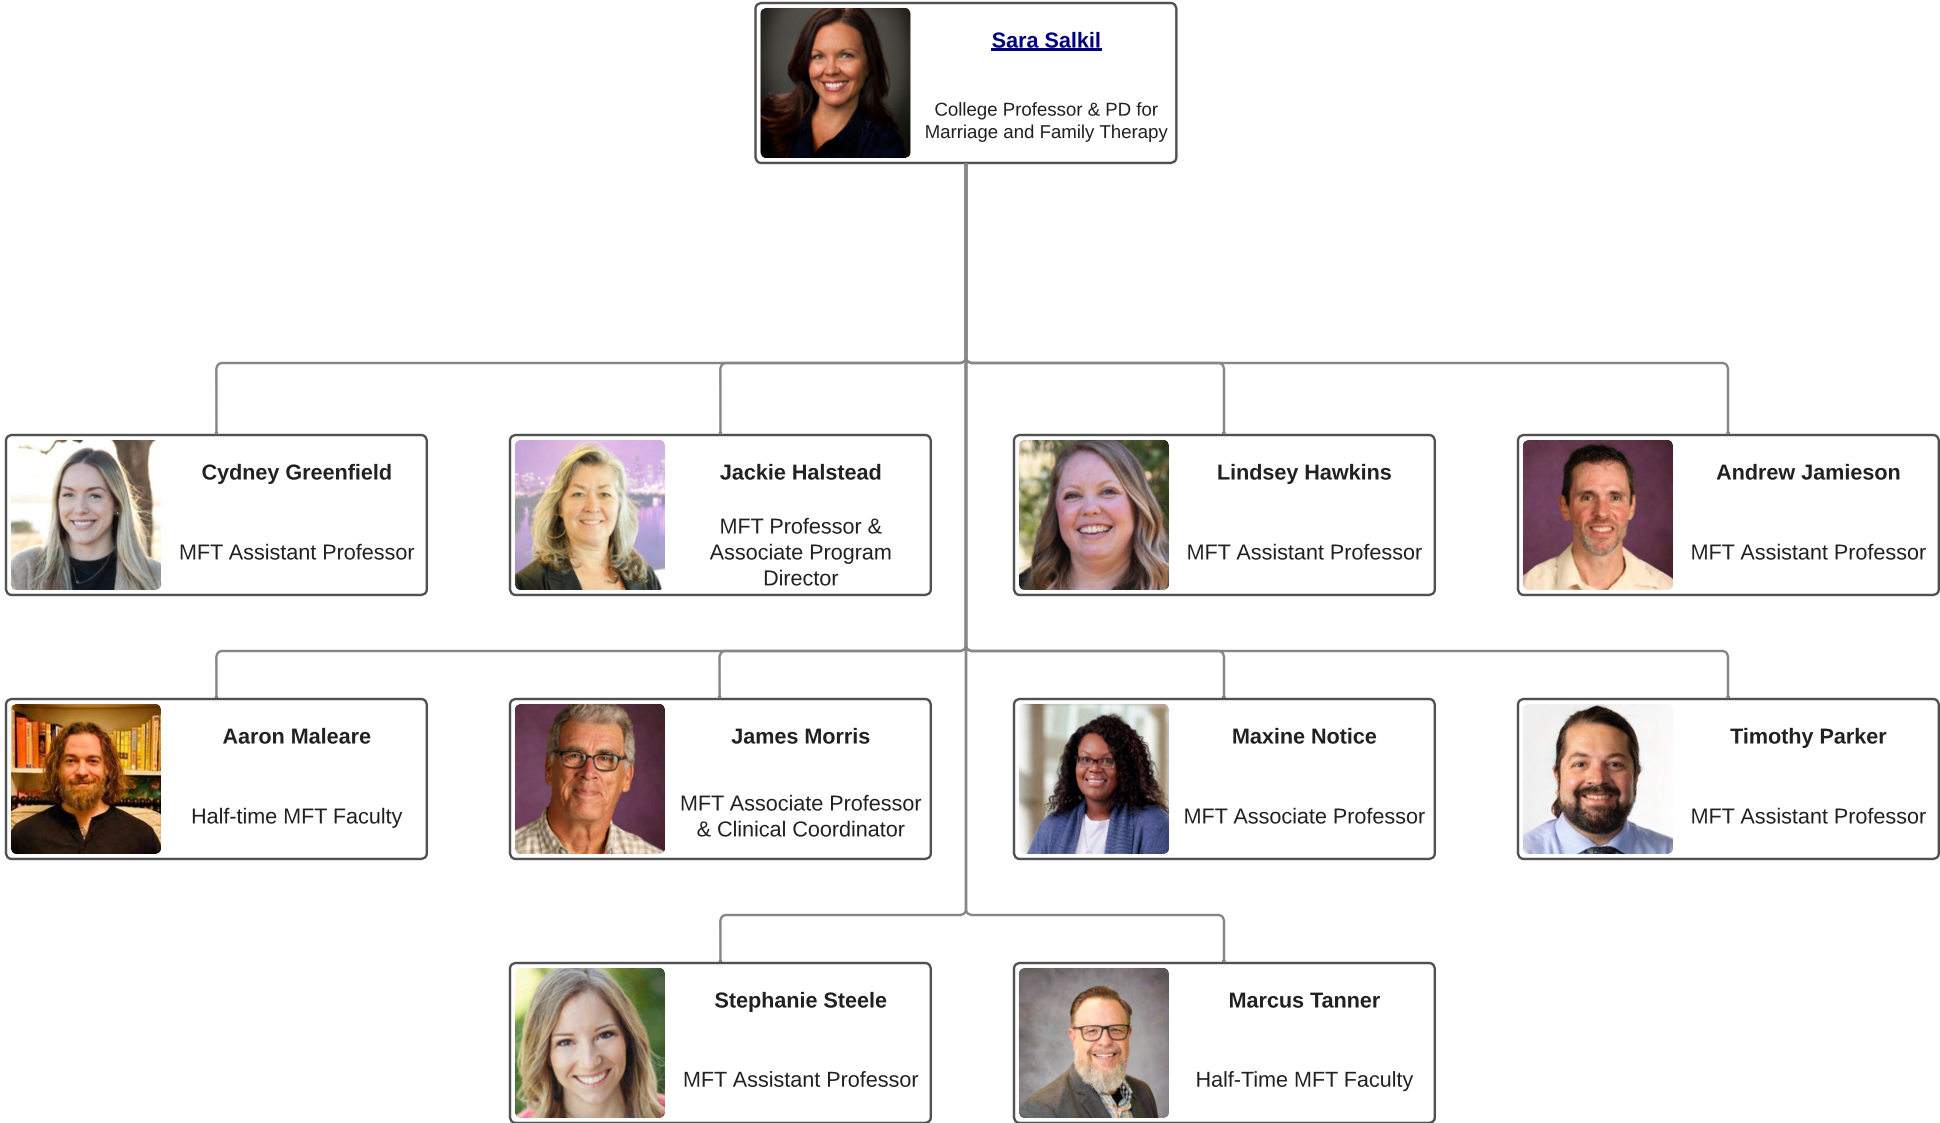 Sara Salkil
College Professor & PD for
Marriage and Family Therapy
Cydney Greenfield
MFT Assistant Professor
Jackie Halstead
MFT Professor &
Associate Program
Director
Lindsey Hawkins
MFT Assistant Professor
Andrew Jamieson
MFT Assistant Professor
Aaron Maleare
Half-time MFT Faculty
James Morris
MFT Associate Professor
& Clinical Coordinator
Maxine Notice
MFT Associate Professor
Timothy Parker
MFT Assistant Professor
Stephanie Steele
MFT Assistant Professor
Marcus Tanner
Half-Time MFT Faculty